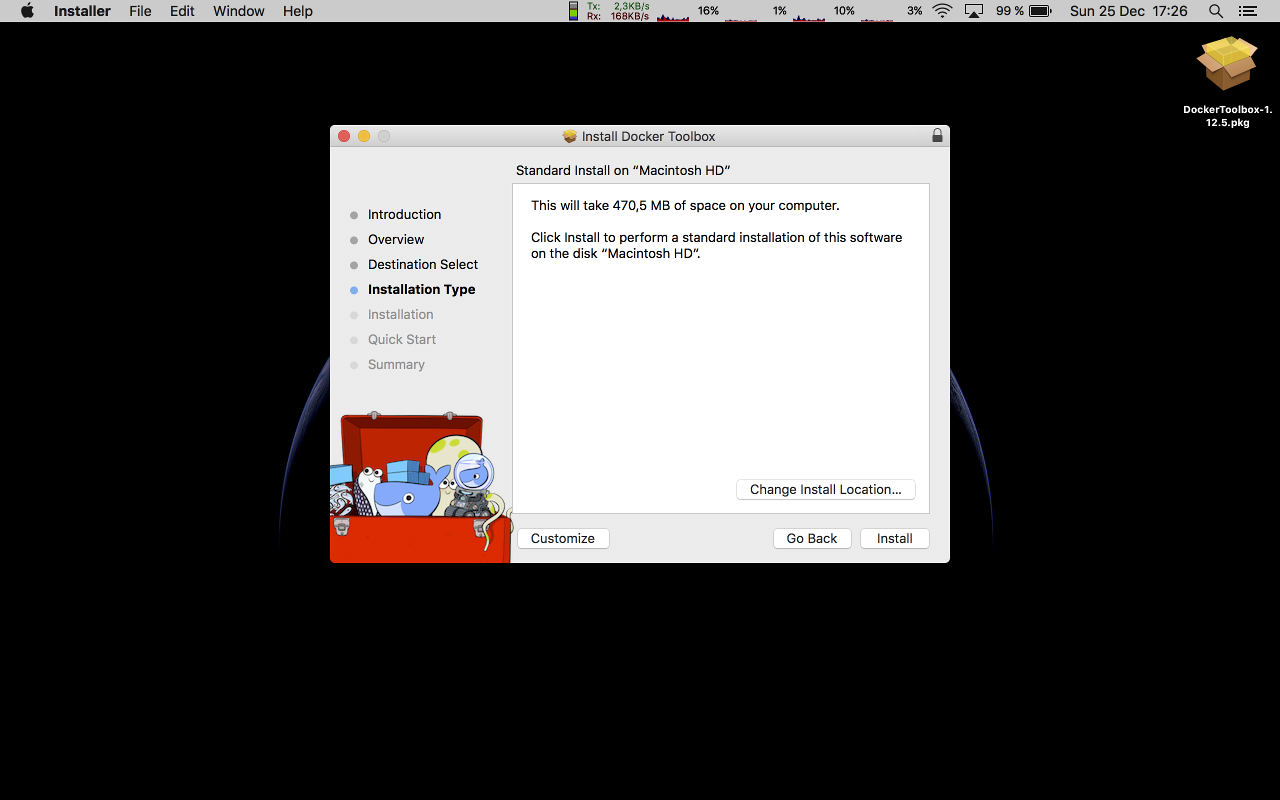 Installer File Edit Window Help Tx: 2,3KB/s 16% 1% 10% 3% 99 % Sun 25 Dec 17:26
Rx: 168KB/s
DockerToolbox-1.
12.5.pkg
Install Docker Toolbox
Standard Install on “Macintosh HD”
This will take 470,5 MB of space on your computer.
Click Install to perform a standard installation of this software
on the disk “Macintosh HD”.
Introduction
Overview
Destination Select
Installation Type
Installation
Quick Start
Summary
Change Install Location...
Customize Go Back Install